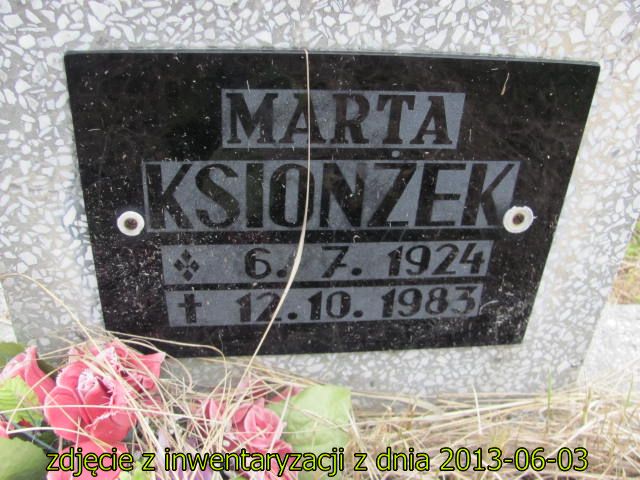 MARTA
KSIONŻEK
❖ 6. 7. 1924
✝ 12.10. 1983
zdjęcie z inwentaryzacji z dnia 2013-06-03